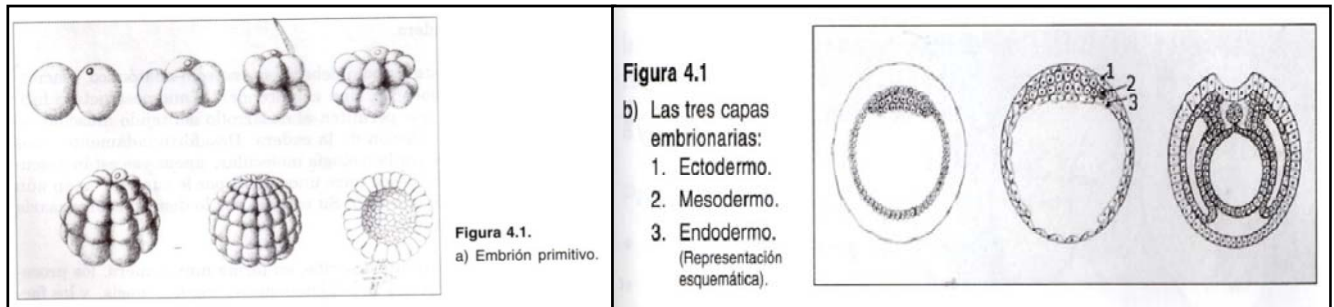 Figura 4.1.
a) Embrión primitivo.
Figura 4.1
b) Las tres capas
embrionarias:
1. Ectodermo.
2. Mesodermo.
3. Endodermo.
(Representación
esquemática).
1
2
3